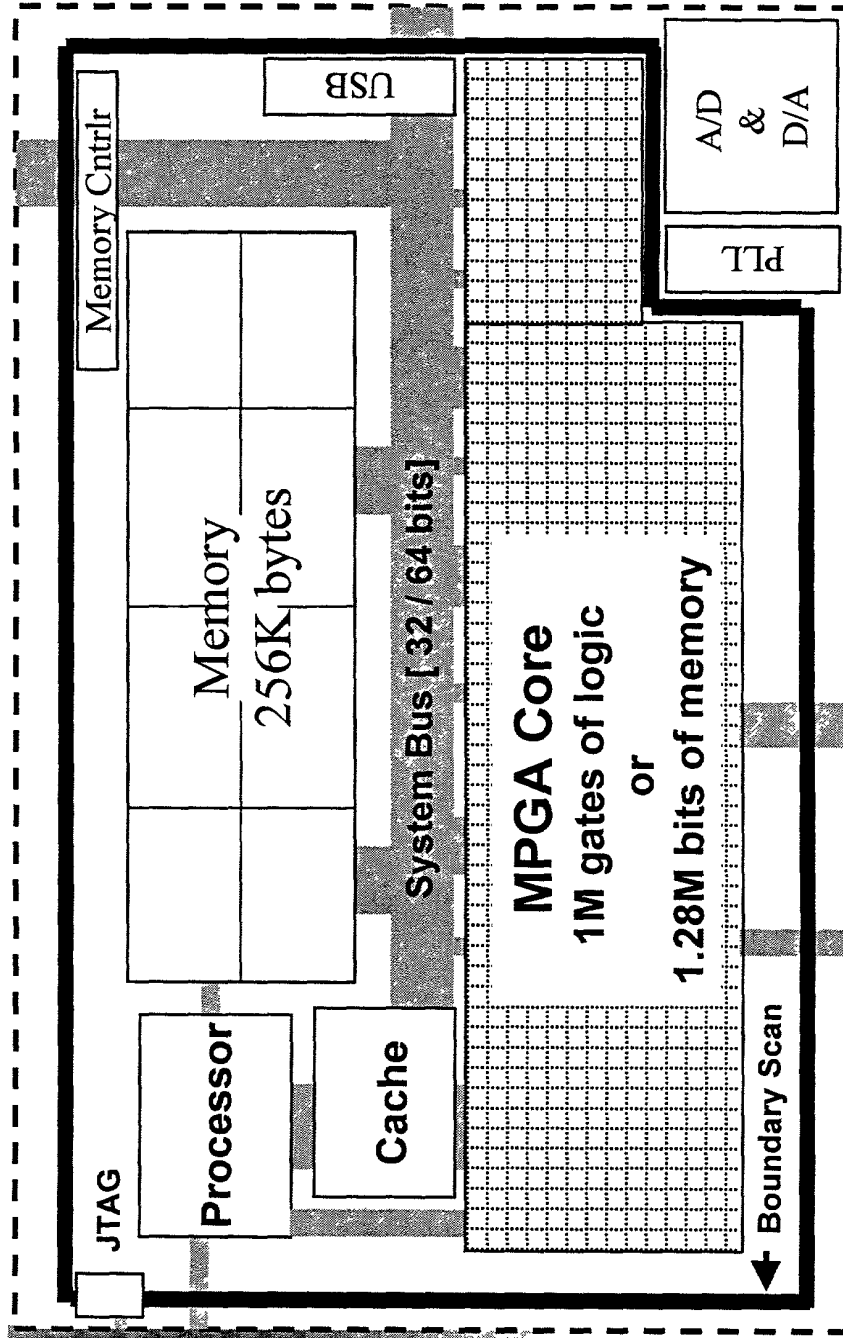 JTAG
Processor
Cache
Memory
256K bytes
Memory Cntrlr
USB
System Bus [ 32 / 64 bits]
MPGA Core
1M gates of logic
or
1.28M bits of memory
Boundary Scan
PLL
A/D
&
D/A